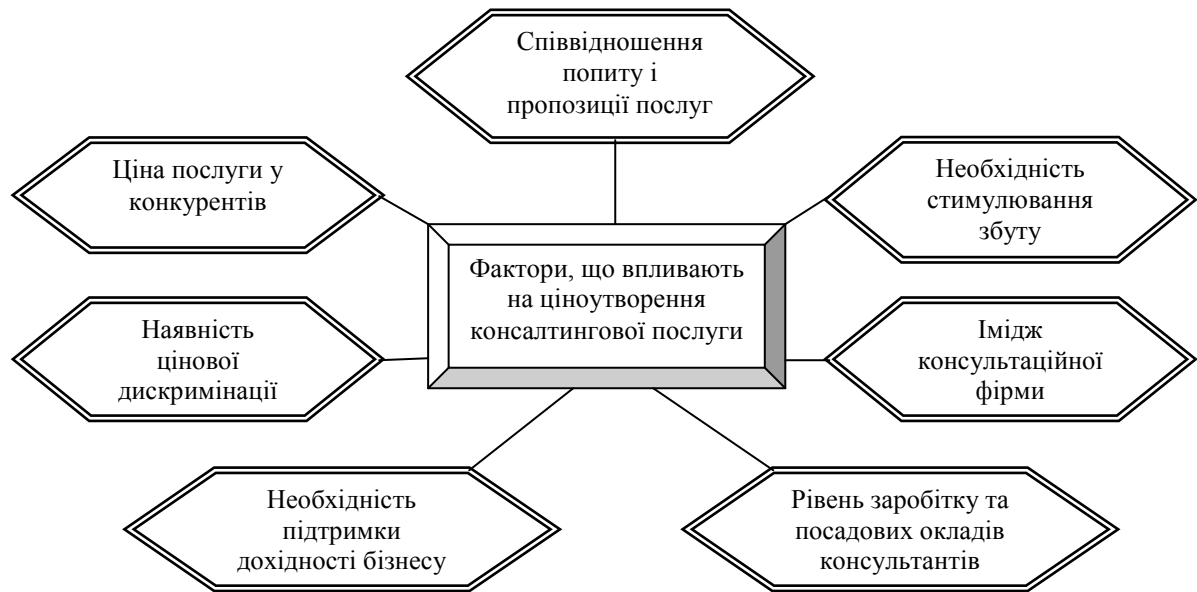 Співвідношення
попиту і
пропозиції послуг
Ціна послуги у
конкурентів
Необхідність
стимулювання
збуту
Фактори, що впливають
на ціноутворення
консалтингової послуги
Наявність
цінової
дискримінації
Імідж
консультаційної
фірми
Необхідність
підтримки
дохідності бізнесу
Рівень заробітку та
посадових окладів
консультантів